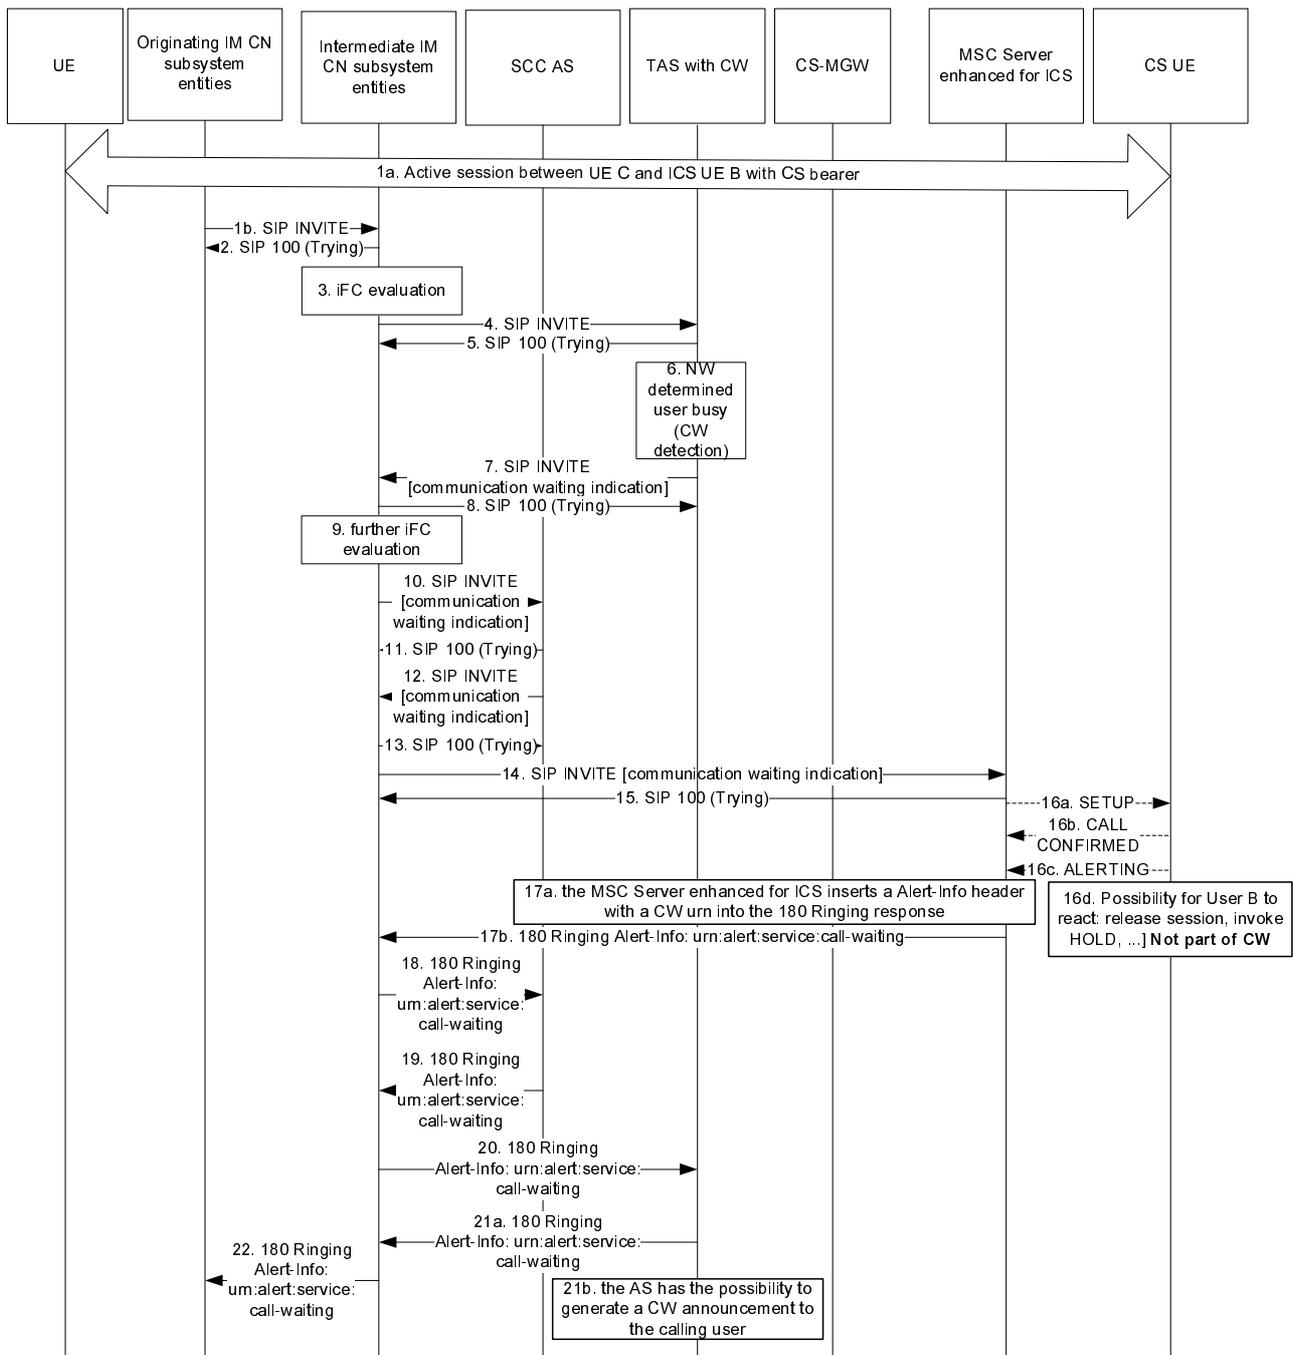 UE
Originating IM CN
subsystem
entities
Intermediate IM
CN subsystem
entities
SCC AS
TAS with CW
CS-MGW
MSC Server
enhanced for ICS
CS UE
1a. Active session between UE C and ICS UE B with CS bearer
1b. SIP INVITE
2. SIP 100 (Trying)
3. iFC evaluation
4. SIP INVITE
5. SIP 100 (Trying)
6. NW
determined
user busy
(CW
detection)
7. SIP INVITE
[communication waiting indication]
8. SIP 100 (Trying)
9. further iFC
evaluation
10. SIP INVITE
[communication
waiting indication]
11. SIP 100 (Trying)
12. SIP INVITE
[communication
waiting indication]
13. SIP 100 (Trying)
14. SIP INVITE [communication waiting indication]
15. SIP 100 (Trying)
16a. SETUP
16b. CALL
CONFIRMED
16c. ALERTING
17a. the MSC Server enhanced for ICS inserts a Alert-Info header
with a CW urn into the 180 Ringing response
16d. Possibility for User B to
react: release session, invoke
HOLD, ...] Not part of CW
17b. 180 Ringing Alert-Info: urn:alert:service:call-waiting
18. 180 Ringing
Alert-Info:
urn:alert:service:
call-waiting
19. 180 Ringing
Alert-Info:
urn:alert:service:
call-waiting
20. 180 Ringing
Alert-Info: urn:alert:service:
call-waiting
21a. 180 Ringing
Alert-Info: urn:alert:service:
call-waiting
22. 180 Ringing
Alert-Info:
urn:alert:service:
call-waiting
21b. the AS has the possibility to
generate a CW announcement to
the calling user